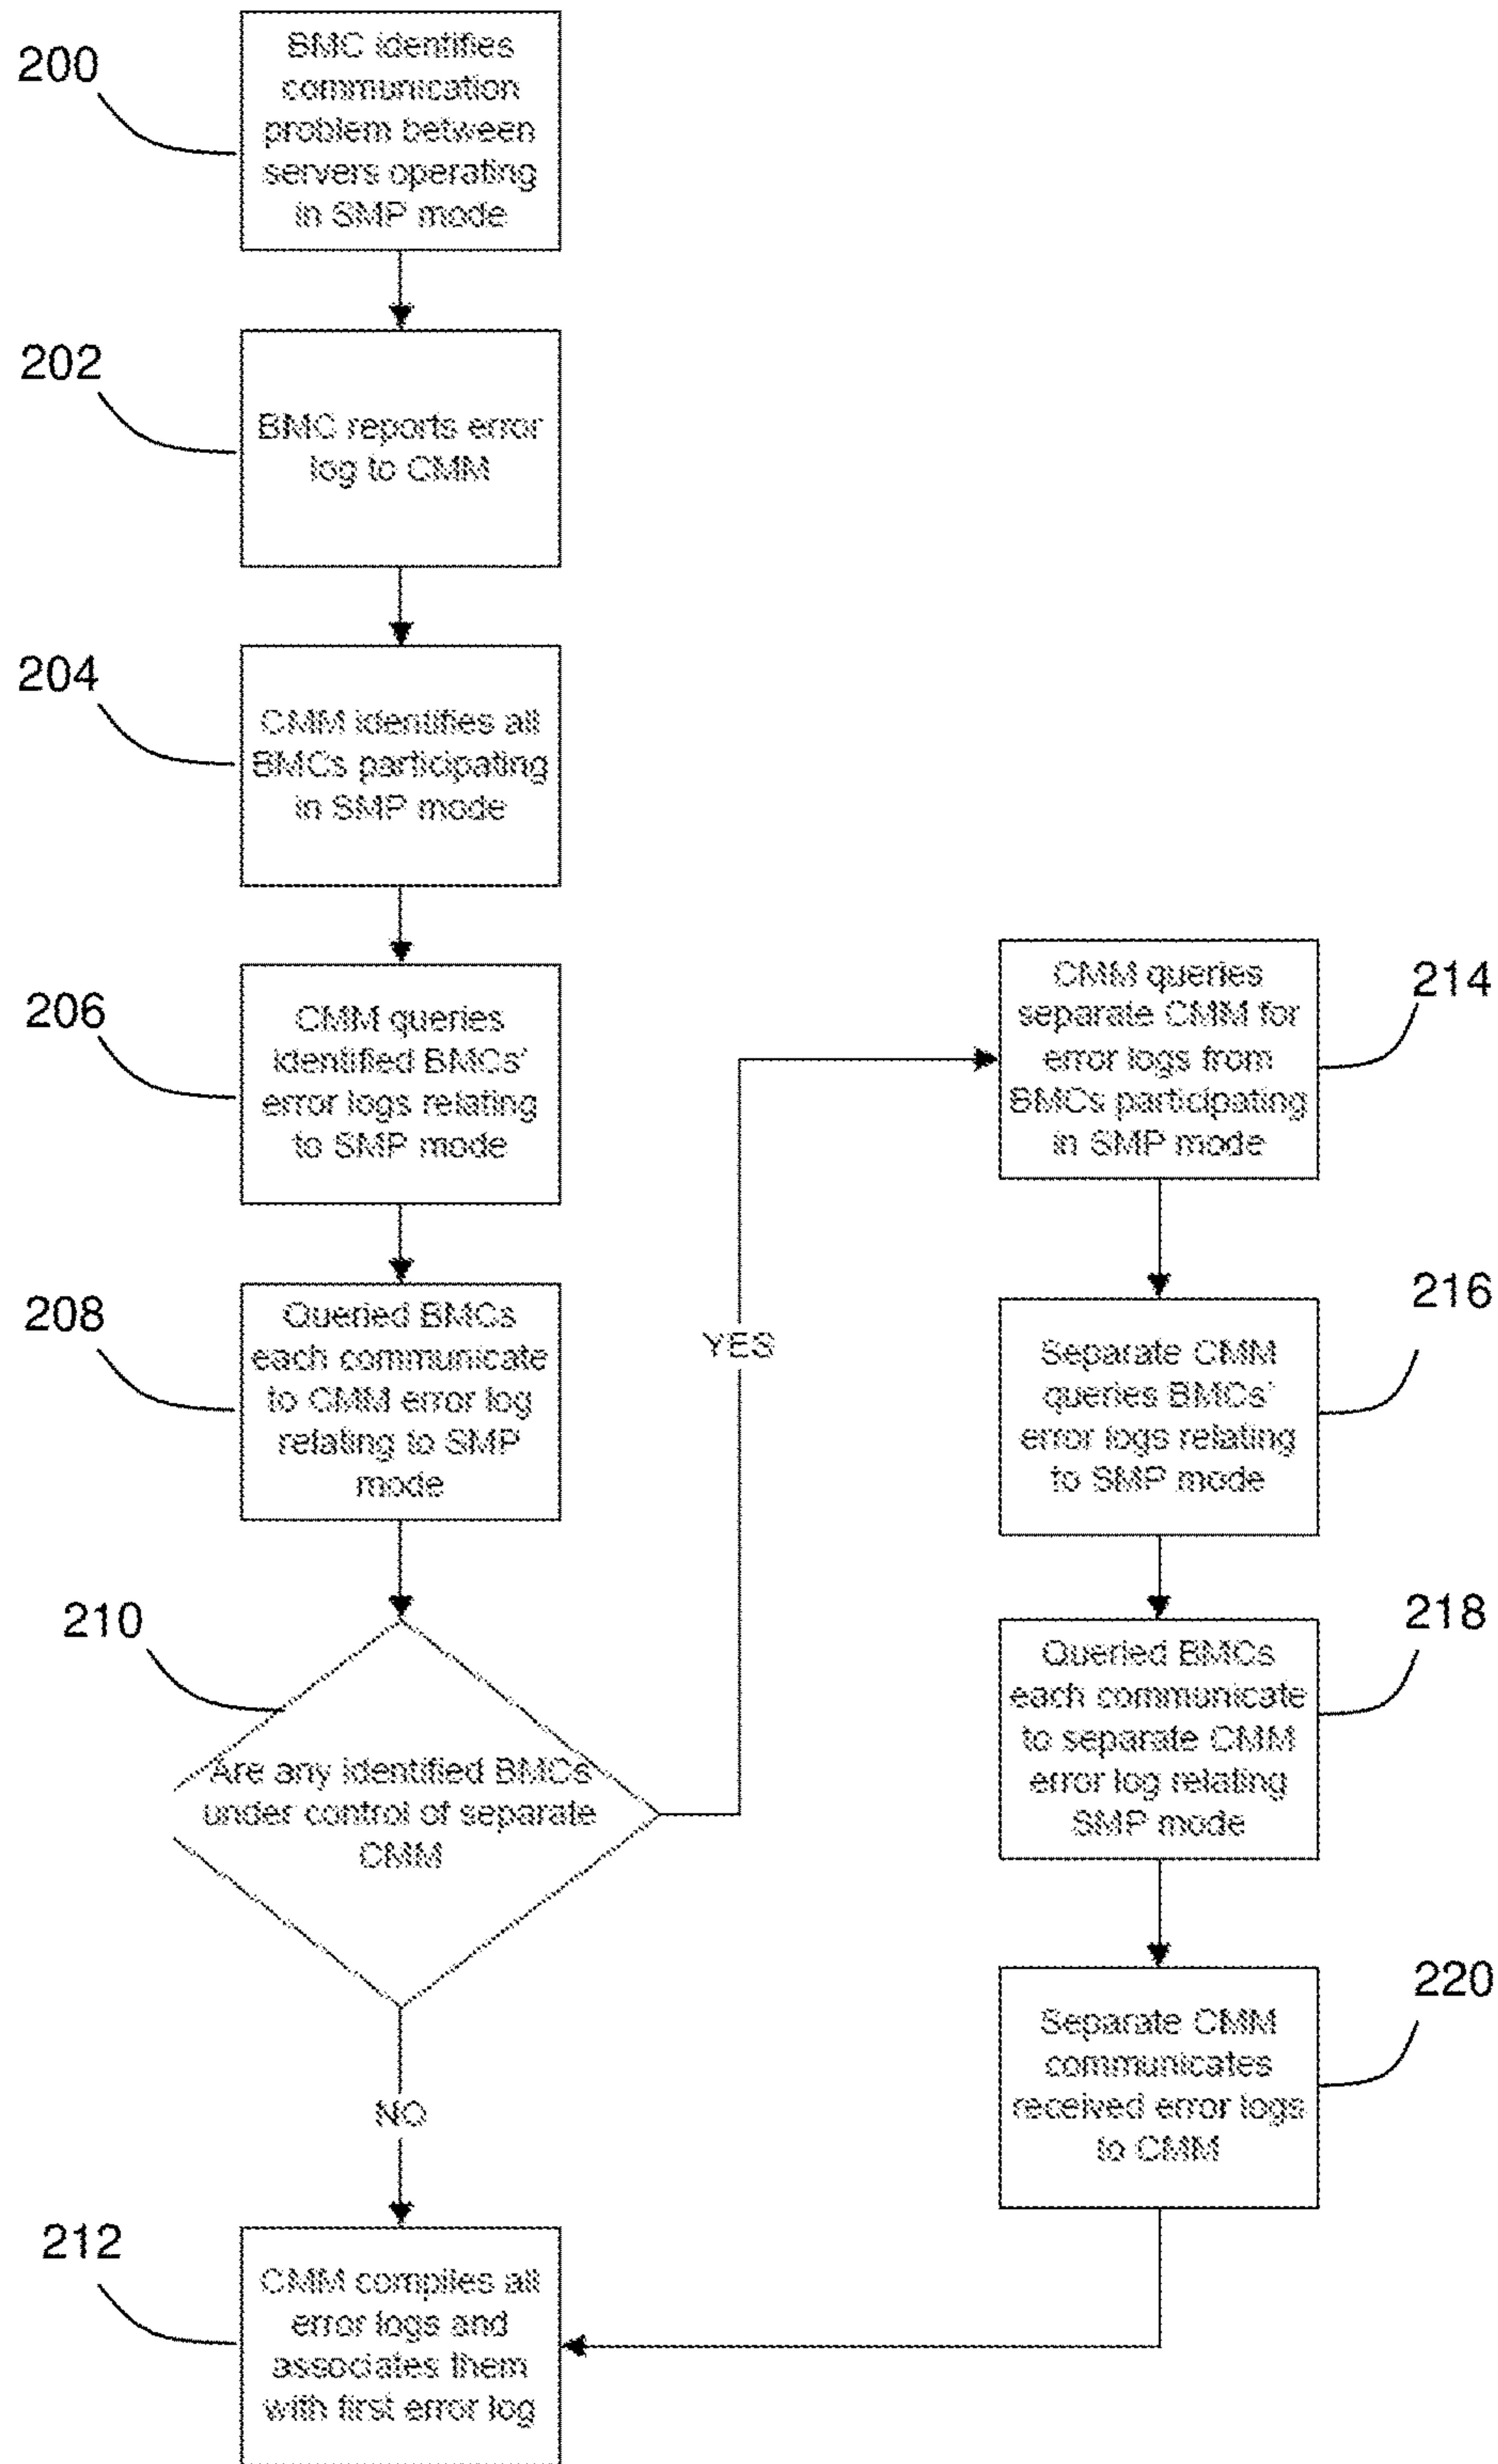 200
BMC identifies
communication
problem between
servers operating
in SMP mode
202
BMC reports error
log to CMM
204
CMM identifies all
BMCs participating
in SMP mode
206
CMM queries
identified BMCs'
error logs relating
to SMP mode
208
Queried BMCs
each communicate
to CMM error log
relating to SMP
mode
210
Are any identified BMCs
under control of separate
CMM
YES
NO
212
CMM compiles all
error logs and
associates them
with first error log
214
CMM queries
separate CMM for
error logs from
BMCs participating
in SMP mode
216
Separate CMM
queries BMCs'
error logs relating
to SMP mode
218
Queried BMCs
each communicate
to separate CMM
error log relating
SMP mode
220
Separate CMM
communicates
received error logs
to CMM